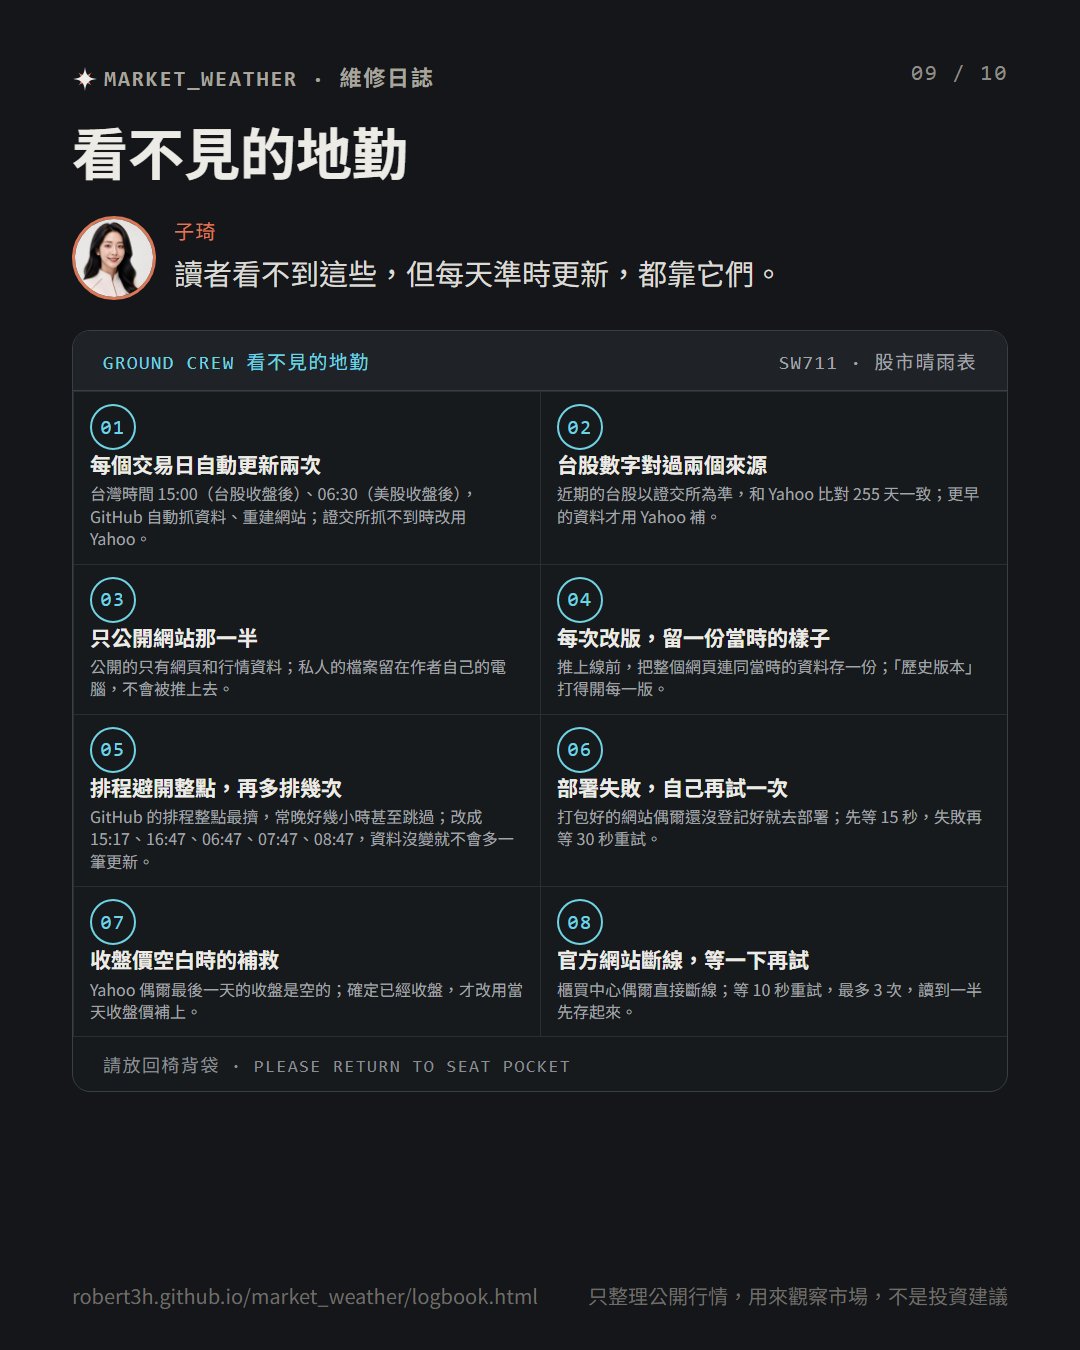 MARKET_WEATHER · 維修日誌
09 / 10
看不見的地勤
子琦
讀者看不到這些，但每天準時更新，都靠它們。
GROUND CREW 看不見的地勤
SW711 · 股市晴雨表
01
每個交易日自動更新兩次
台灣時間 15:00（台股收盤後）、06:30（美股收盤後），
GitHub 自動抓資料、重建網站；證交所抓不到時改用
Yahoo。
02
台股數字對過兩個來源
近期的台股以證交所為準，和 Yahoo 比對 255 天一致；更早
的資料才用 Yahoo 補。
03
只公開網站那一半
公開的只有網頁和行情資料；私人的檔案留在作者自己的電
腦，不會被推上去。
04
每次改版，留一份當時的樣子
推上線前，把整個網頁連同當時的資料存一份；「歷史版本」
打得開每一版。
05
排程避開整點，再多排幾次
GitHub 的排程整點最擠，常晚好幾小時甚至跳過；改成
15:17、16:47、06:47、07:47、08:47，資料沒變就不會多一
筆更新。
06
部署失敗，自己再試一次
打包好的網站偶爾還沒登記好就去部署；先等 15 秒，失敗再
等 30 秒重試。
07
收盤價空白時的補救
Yahoo 偶爾最後一天的收盤是空的；確定已經收盤，才改用當
天收盤價補上。
08
官方網站斷線，等一下再試
櫃買中心偶爾直接斷線；等 10 秒重試，最多 3 次，讀到一半
先存起來。
請放回椅背袋 · PLEASE RETURN TO SEAT POCKET
robert3h.github.io/market_weather/logbook.html
只整理公開行情，用來觀察市場，不是投資建議